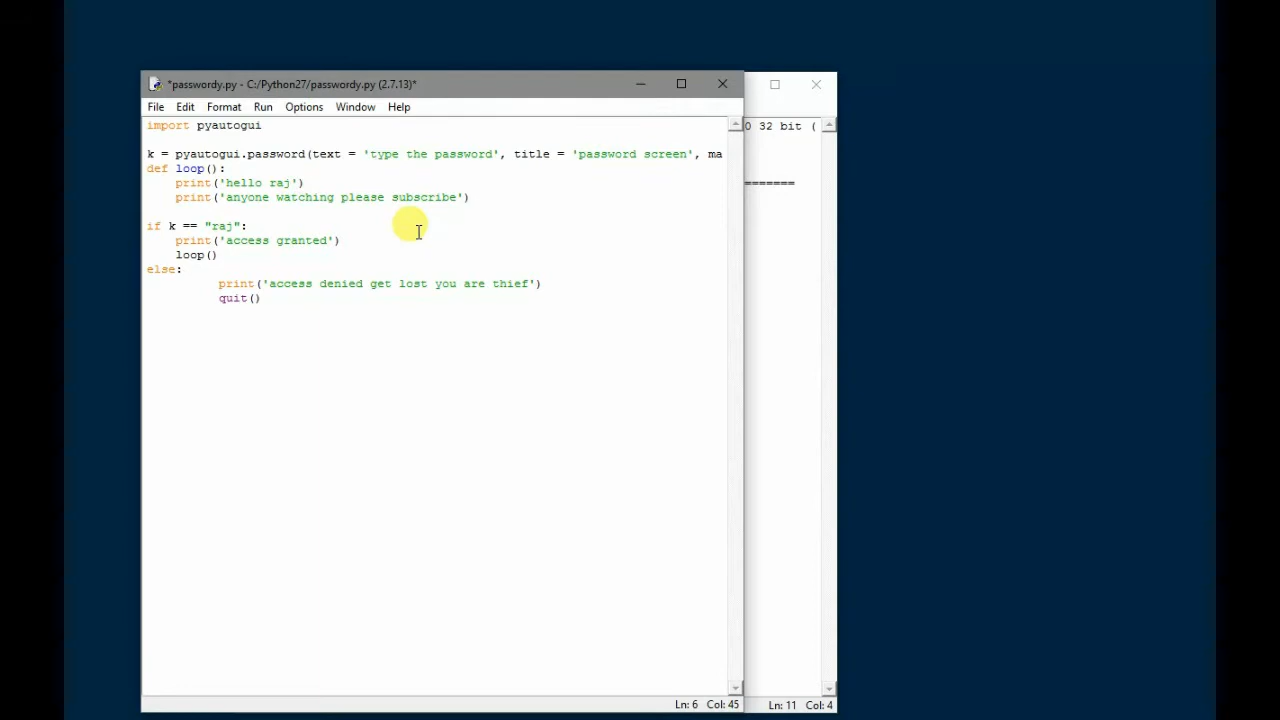 *passwordy.py - C:/Python27/passwordy.py (2.7.13)*
File Edit Format Run Options Window Help
import pyautogui
0 32 bit (
k = pyautogui.password(text = 'type the password', title = 'password screen', ma
def loop():
print('hello raj')
=======
print('anyone watching please subscribe')
if k == "raj":
print('access granted')
loop()
else:
print('access denied get lost you are thief')
quit()
Ln: 6 Col: 45
Ln: 11 Col: 4